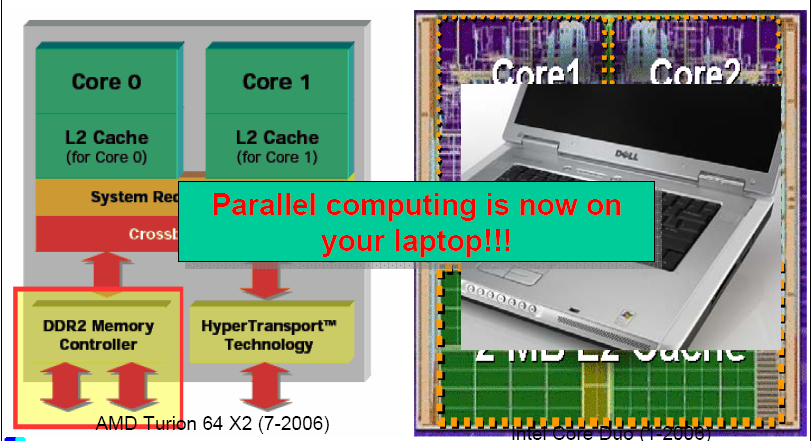 Core 0
Core 1
L2 Cache
(for Core 0)
L2 Cache
(for Core 1)
System Req
Crossb
Parallel computing is now on
your laptop!!!
DDR2 Memory
Controller
HyperTransport™
Technology
AMD Turion 64 X2 (7-2006)
Core1
Core2
DELL
2 MB L2 Cache
Intel Core Duo (1-2006)